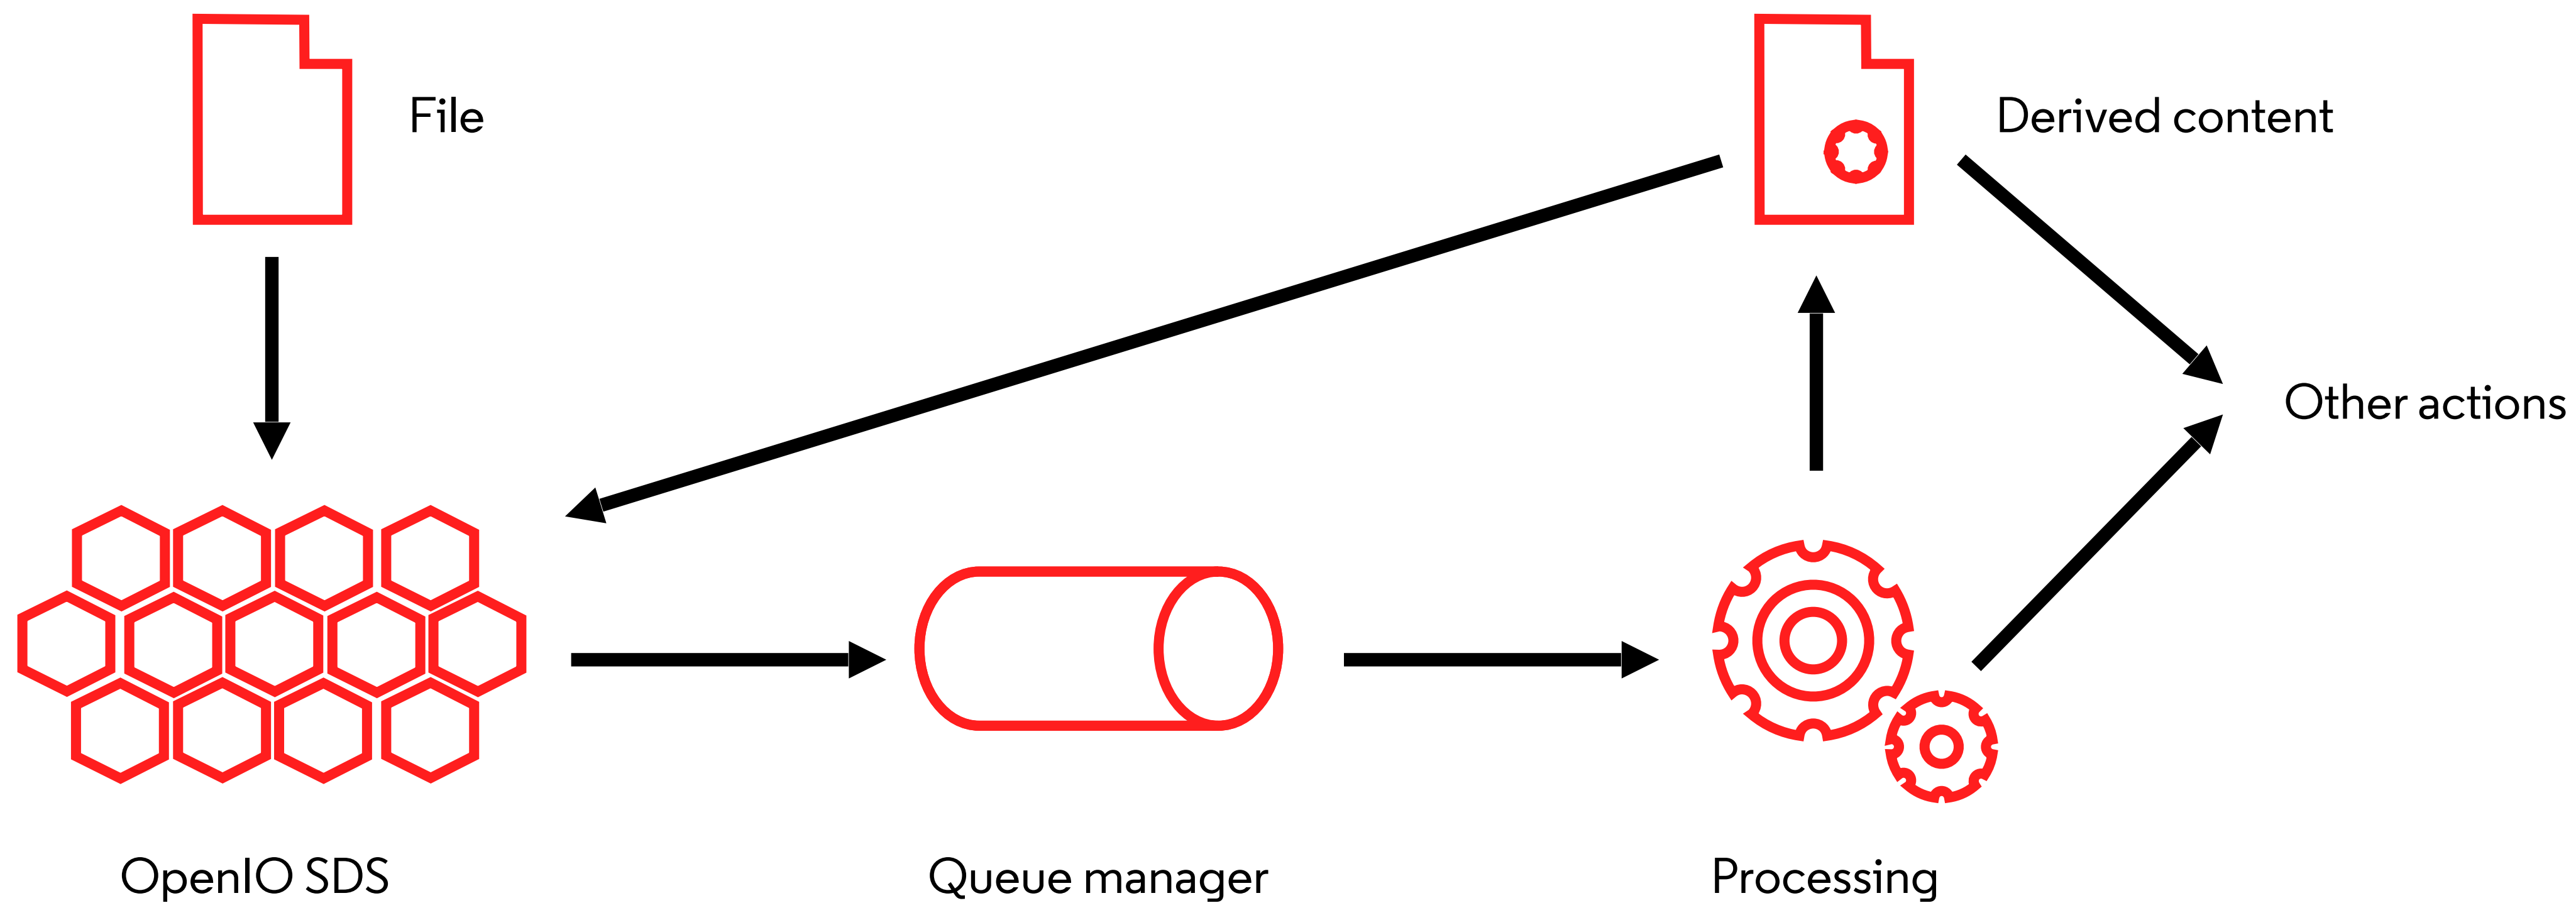 File
Derived content
Other actions
OpenIO SDS
Queue manager
Processing